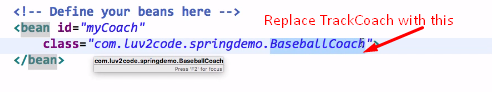 <!-- Define your beans here -->
Replace TrackCoach with this
<bean id="myCoach"
class="com.luv2code.springdemo.BaseballCoach">
</bean>
com.luv2code.springdemo.BaseballCoach
Press 'F2' for focus